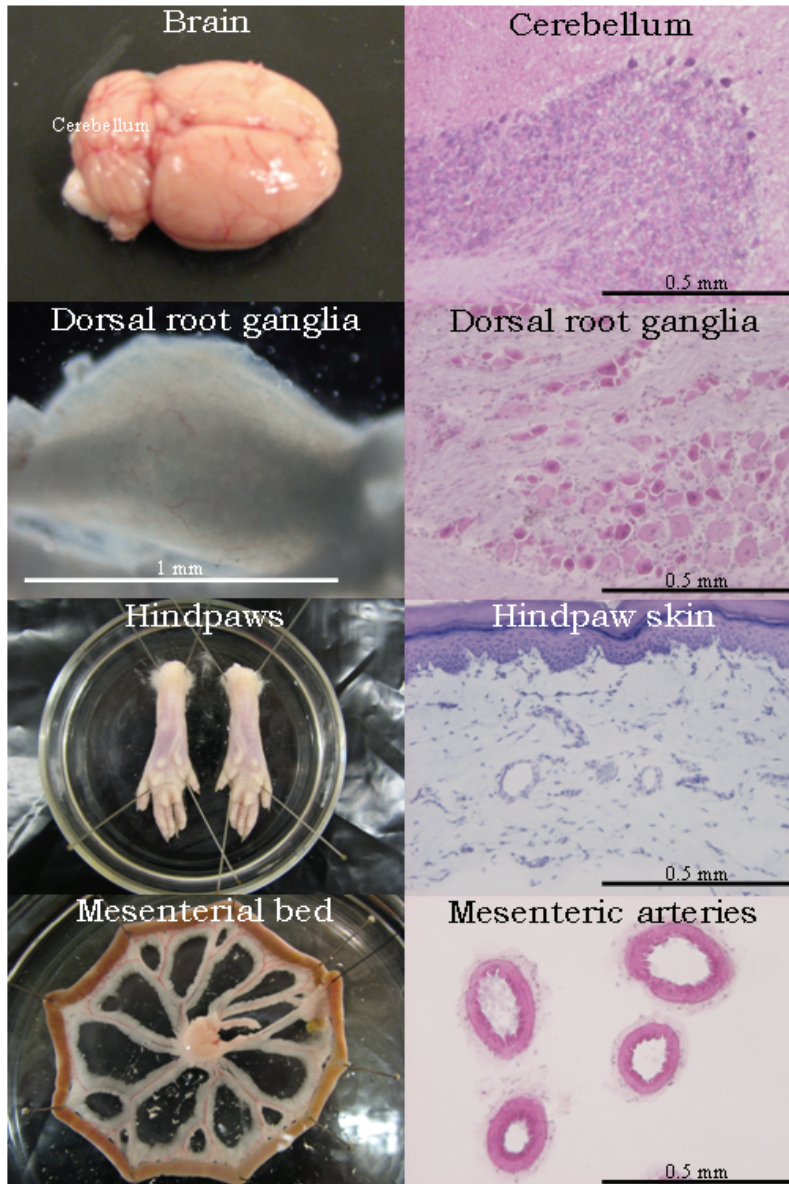 Brain
Cerebellum
Cerebellum
0.5 mm
Dorsal root ganglia
Dorsal root ganglia
1 mm
0.5 mm
Hindpaws
Hindpaw skin
0.5 mm
Mesenterial bed
Mesenteric arteries
0.5 mm